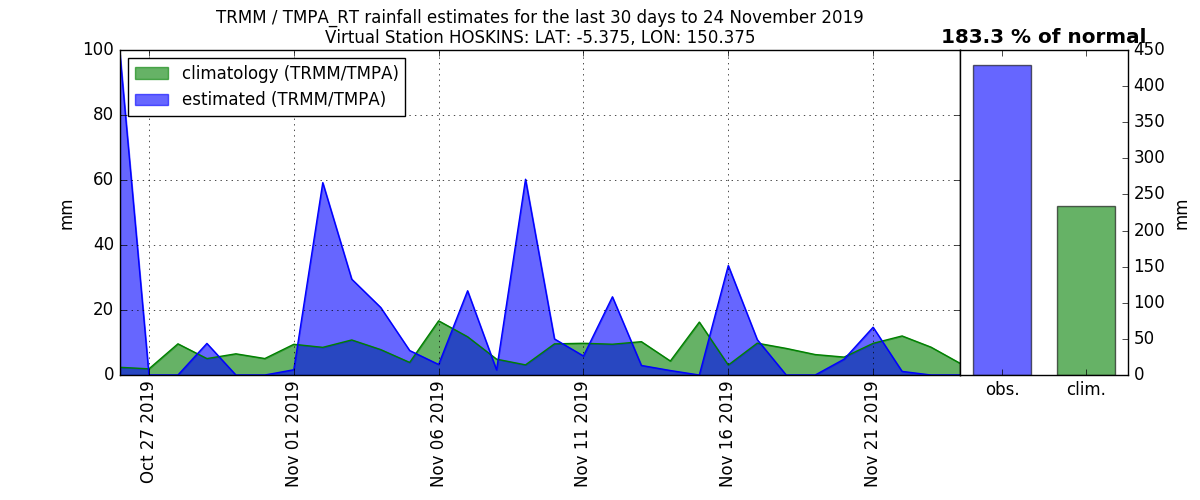 TRMM / TMPA_RT rainfall estimates for the last 30 days to 24 November 2019
Virtual Station HOSKINS: LAT: -5.375, LON: 150.375
183.3 % of normal
climatology (TRMM/TMPA)
estimated (TRMM/TMPA)
mm
100
80
60
40
20
0
Oct 27 2019
Nov 01 2019
Nov 06 2019
Nov 11 2019
Nov 16 2019
Nov 21 2019
450
400
350
300
250
200
150
100
50
0
mm
obs.
clim.